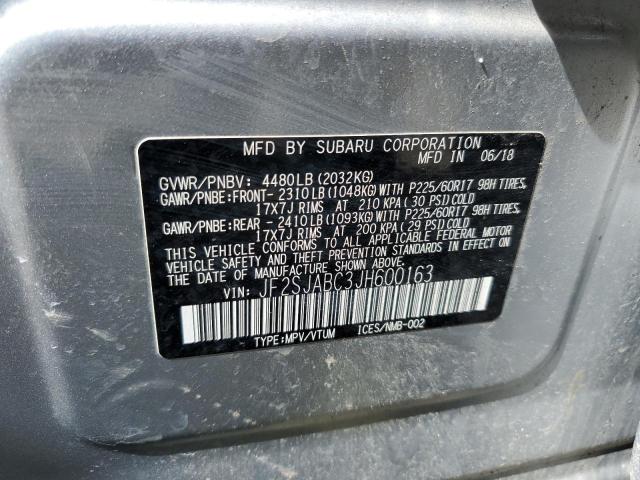 MFD BY SUBARU CORPORATION
MFD IN 06/18
GVWR/PNBV: 4480LB (2032KG)
GAWR/PNBE:FRONT-2310LB (1048KG) WITH P225/60R17 98H TIRES,
17X7J RIMS AT 210 KPA (30 PSI) COLD
GAWR/PNBE:REAR -2410LB (1093KG) WITH P225/60R17 98H TIRES,
17X7J RIMS AT 200 KPA (29 PSI) COLD
THIS VEHICLE CONFORMS TO ALL APPLICABLE FEDERAL MOTOR
VEHICLE SAFETY AND THEFT PREVENTION STANDARDS IN EFFECT ON
THE DATE OF MANUFACTURE SHOWN ABOVE.
VIN: JF2SJABC3JH600163
TYPE:MPV/VTUM ICES/NMB-002